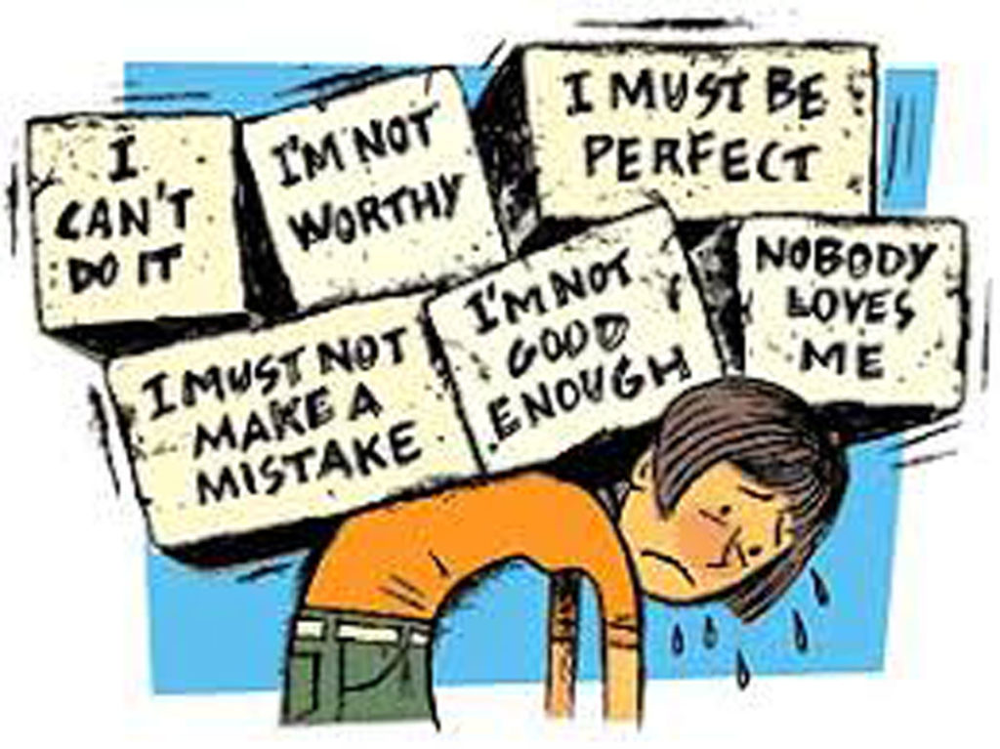 I
CAN'T
DO IT
I'M NOT
WORTHY
I MUST BE
PERFECT
I MUST NOT
MAKE A
MISTAKE
I'M NOT
GOOD
ENOUGH
NOBODY
LOVES
ME